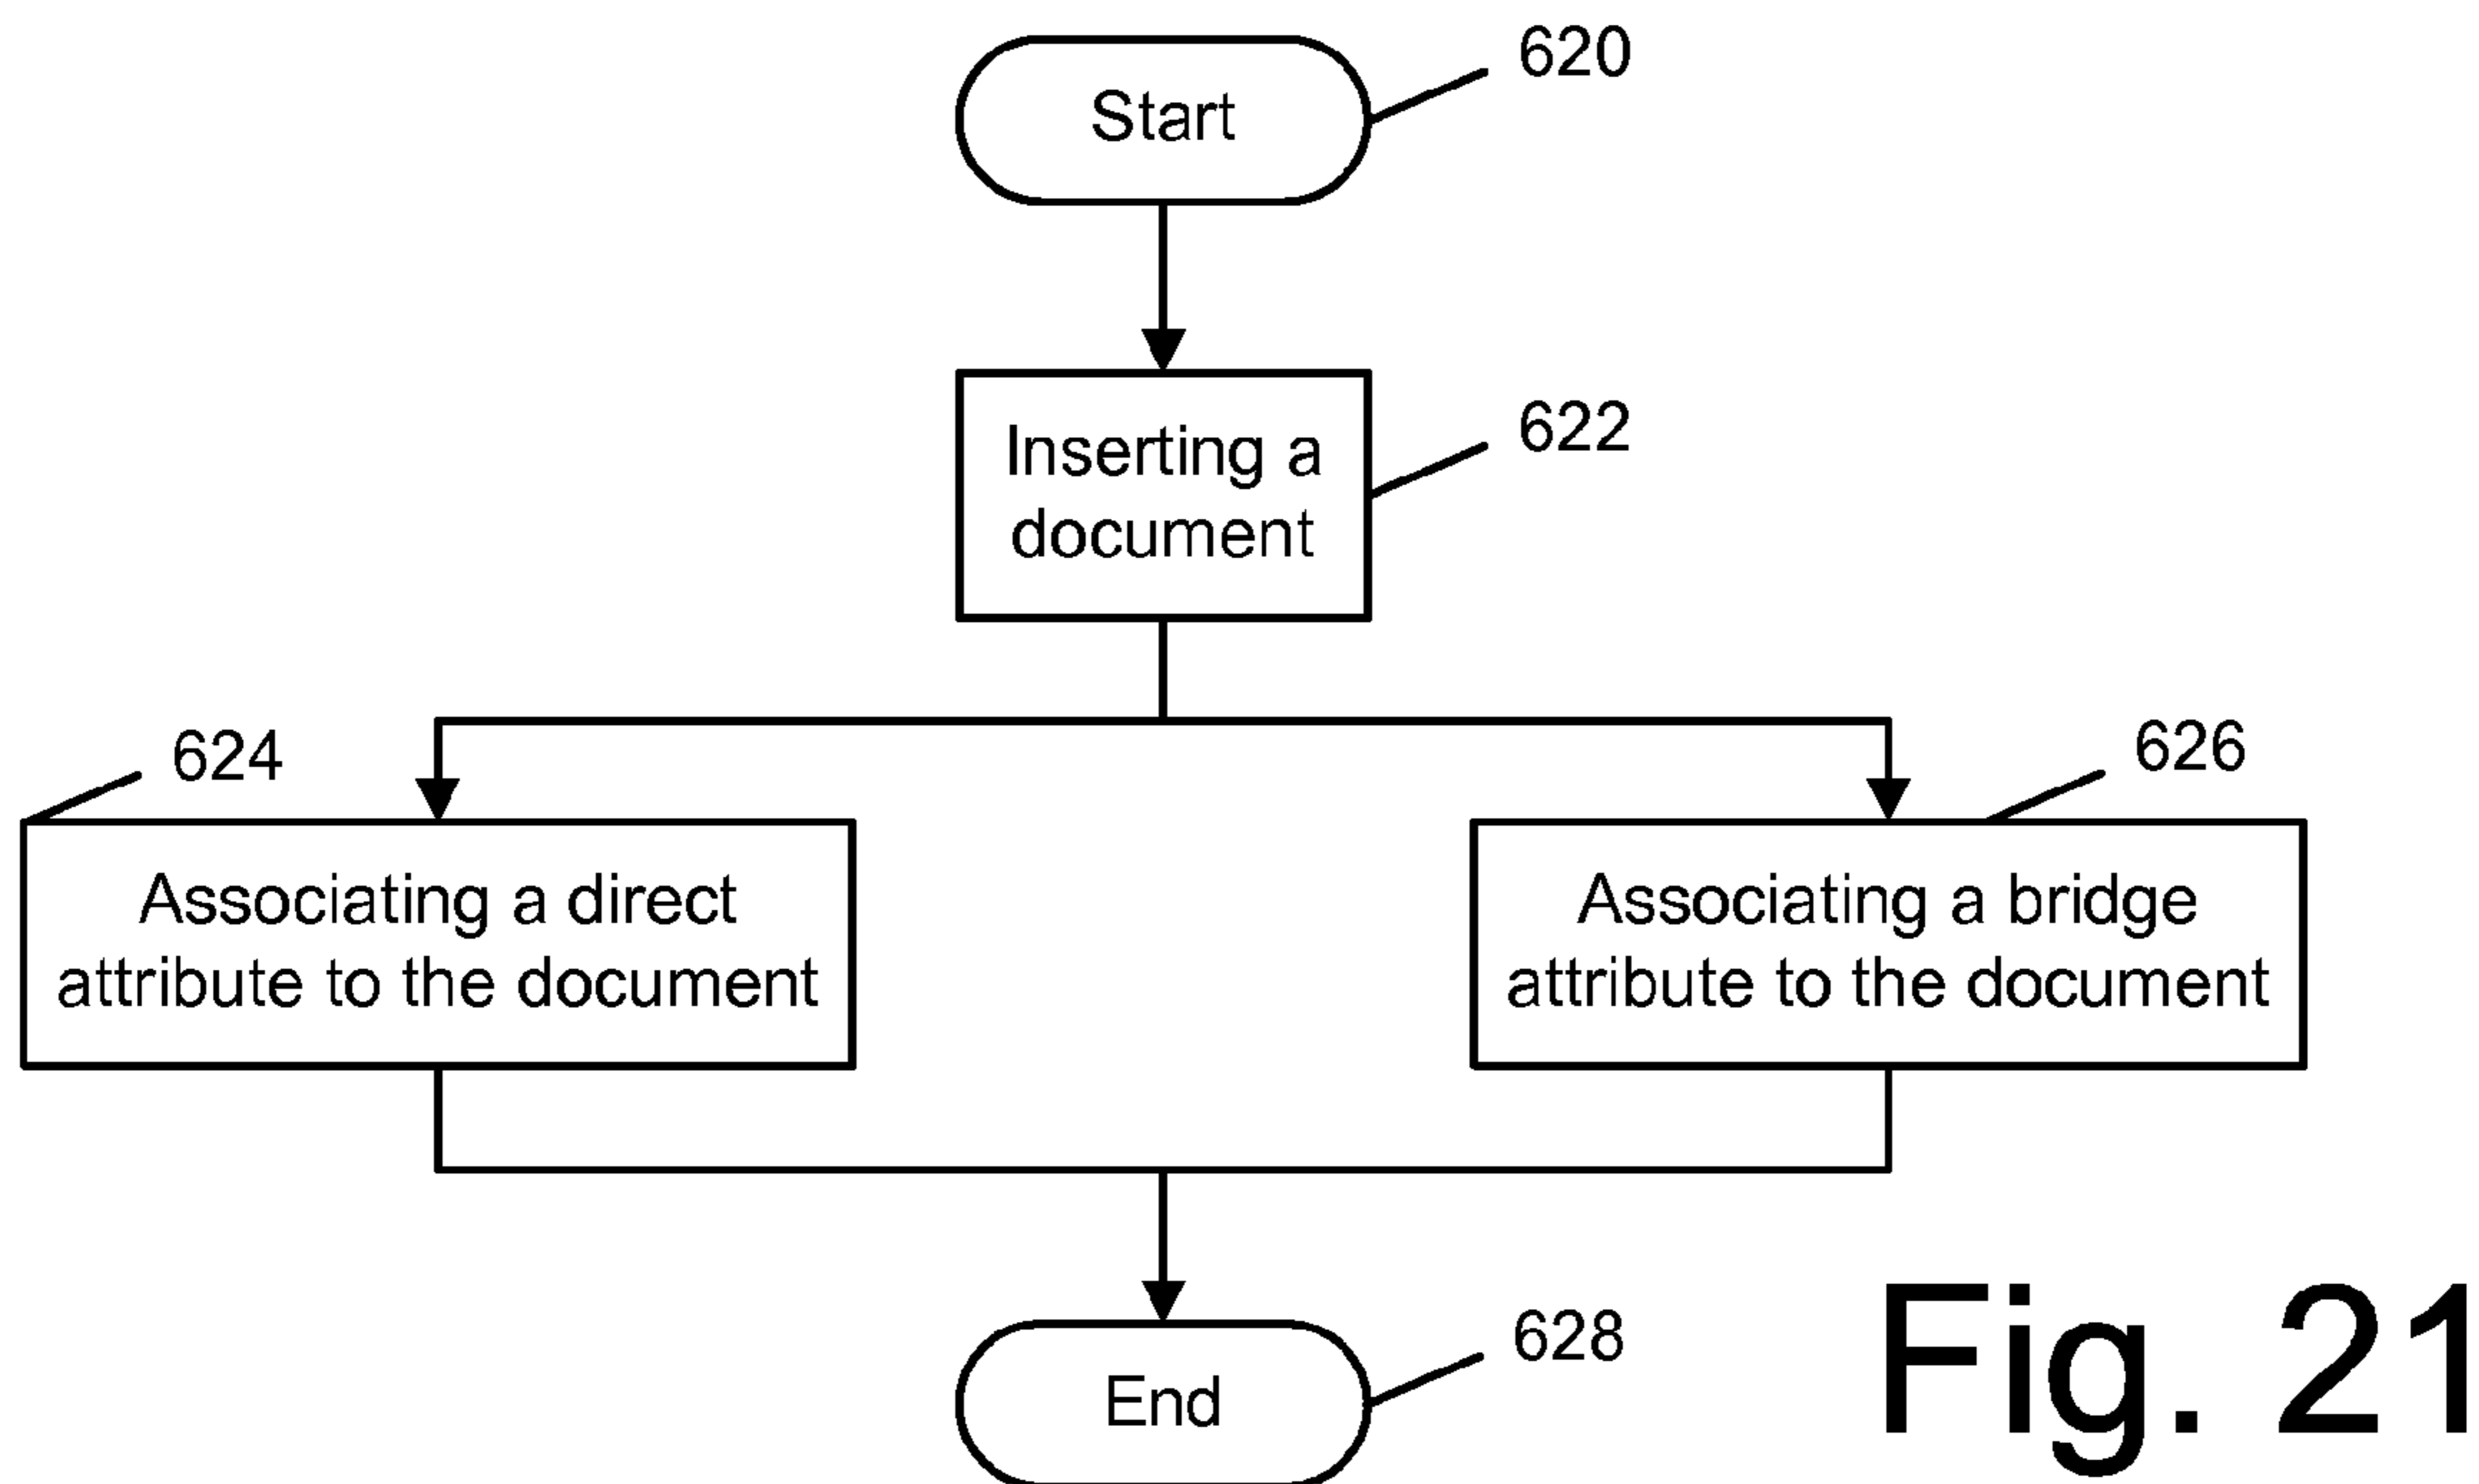 Start
620
Inserting a
document
622
624
626
Associating a direct
attribute to the document
Associating a bridge
attribute to the document
End
628
Fig. 21